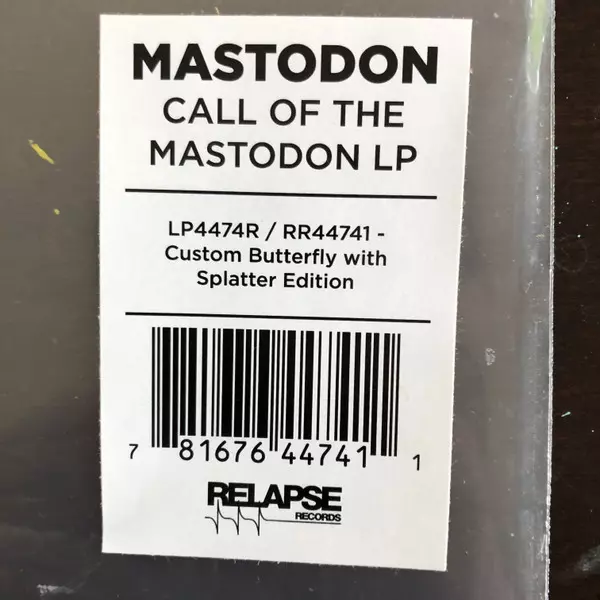 MASTODON
CALL OF THE
MASTODON LP
LP4474R / RR44741 -
Custom Butterfly with
Splatter Edition
7 81676 44741 1
RELAPSE
RECORDS